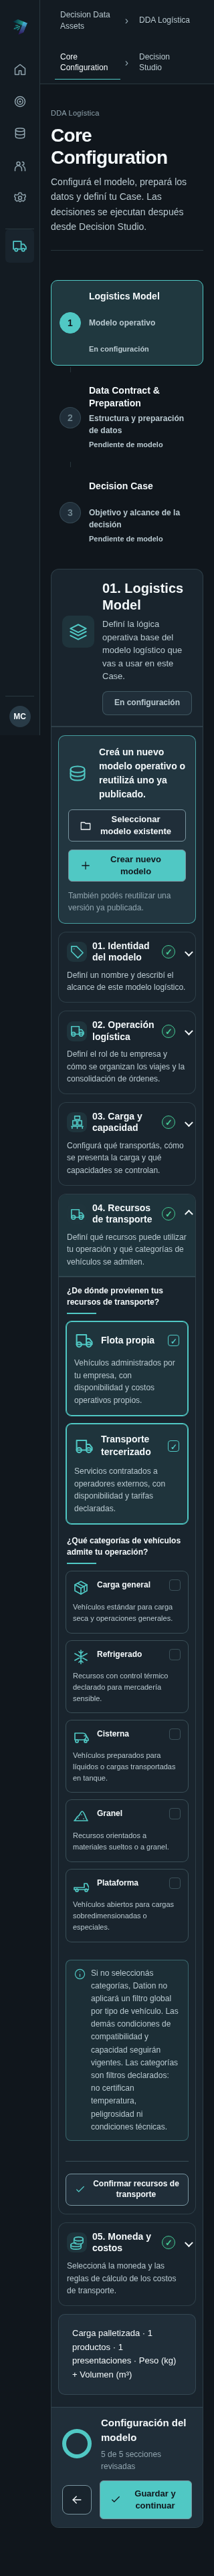 Decision Data
Assets
DDA Logística
Core
Configuration
Decision
Studio
DDA Logística
Core
Configuration
Configurá el modelo, prepará los
datos y definí tu Case. Las
decisiones se ejecutan después
desde Decision Studio.
Logistics Model
1
Modelo operativo
En configuración
Data Contract &
Preparation
2
Estructura y preparación
de datos
Pendiente de modelo
Decision Case
3
Objetivo y alcance de la
decisión
Pendiente de modelo
MC
01. Logistics
Model
Definí la lógica
operativa base del
modelo logístico que
vas a usar en este
Case.
En configuración
Creá un nuevo
modelo operativo o
reutilizá uno ya
publicado.
Seleccionar
modelo existente
Crear nuevo
modelo
También podés reutilizar una
versión ya publicada.
01. Identidad
del modelo
Definí un nombre y describí el
alcance de este modelo logístico.
02. Operación
logística
Definí el rol de tu empresa y
cómo se organizan los viajes y la
consolidación de órdenes.
03. Carga y
capacidad
Configurá qué transportás, cómo
se presenta la carga y qué
capacidades se controlan.
04. Recursos
de transporte
Definí qué recursos puede utilizar
tu operación y qué categorías de
vehículos se admiten.
¿De dónde provienen tus
recursos de transporte?
Flota propia
Vehículos administrados por
tu empresa, con
disponibilidad y costos
operativos propios.
Transporte
tercerizado
Servicios contratados a
operadores externos, con
disponibilidad y tarifas
declaradas.
¿Qué categorías de vehículos
admite tu operación?
Carga general
Vehículos estándar para carga
seca y operaciones generales.
Refrigerado
Recursos con control térmico
declarado para mercadería
sensible.
Cisterna
Vehículos preparados para
líquidos o cargas transportadas
en tanque.
Granel
Recursos orientados a
materiales sueltos o a granel.
Plataforma
Vehículos abiertos para cargas
sobredimensionadas o
especiales.
Si no seleccionás
categorías, Dation no
aplicará un filtro global
por tipo de vehículo. Las
demás condiciones de
compatibilidad y
capacidad seguirán
vigentes. Las categorías
son filtros declarados:
no certifican
temperatura,
peligrosidad ni
condiciones técnicas.
Confirmar recursos de
transporte
05. Moneda y
costos
Seleccioná la moneda y las
reglas de cálculo de los costos
de transporte.
Carga palletizada · 1
productos · 1
presentaciones · Peso (kg)
+ Volumen (m³)
Configuración del
modelo
5 de 5 secciones
revisadas
Guardar y
continuar